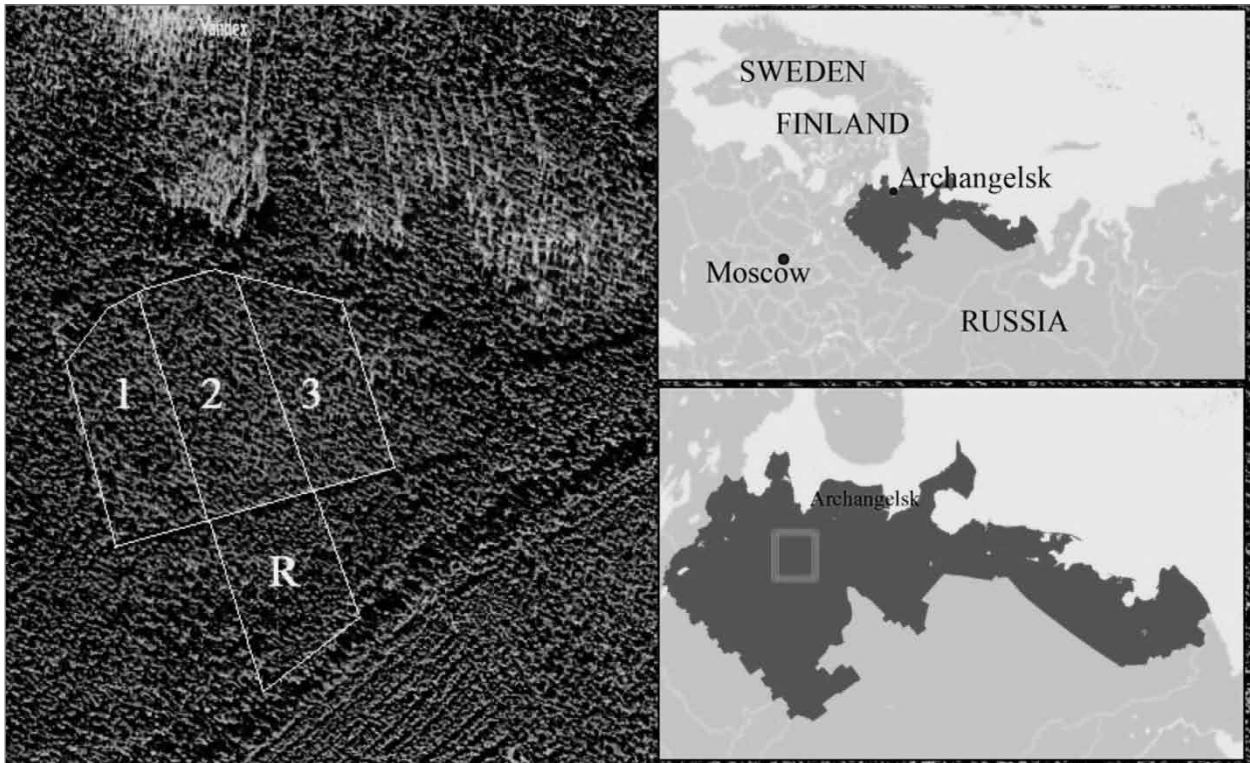 Yandex
1
2
3
R
SWEDEN
FINLAND
Archangelsk
Moscow
RUSSIA
Archangelsk